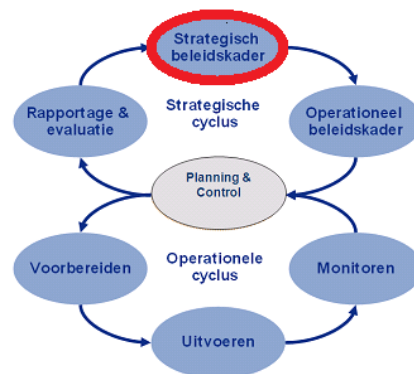 Strategisch
beleidskader
Rapportage &
evaluatie
Strategische
cyclus
Operationeel
beleidskader
Planning &
Control
Voorbereiden
Operationele
cyclus
Monitoren
Uitvoeren